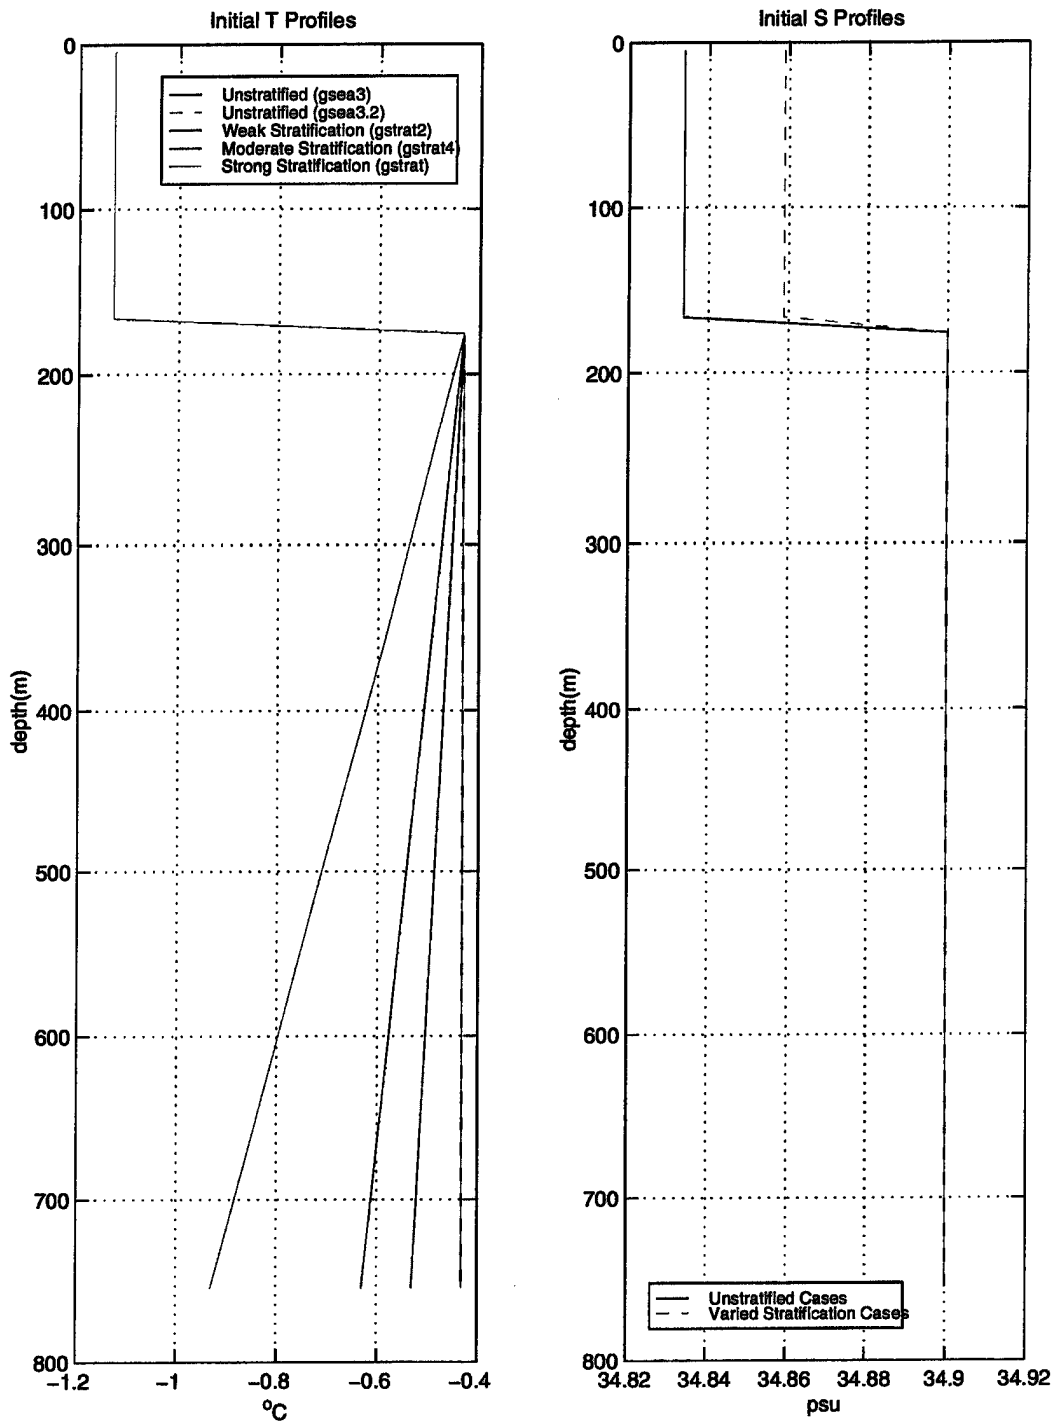 Initial T Profiles
0
100
200
300
400
500
600
700
800
depth(m)
Unstratified (gsea3)
Unstratified (gsea3.2)
Weak Stratification (gstrat2)
Moderate Stratification (gstrat4)
Strong Stratification (gstrat)
−1.2
−1
−0.8
−0.6
−0.4
°C
Initial S Profiles
0
100
200
300
400
500
600
700
800
depth(m)
Unstratified Cases
Varied Stratification Cases
34.82
34.84
34.86
34.88
34.9
34.92
psu